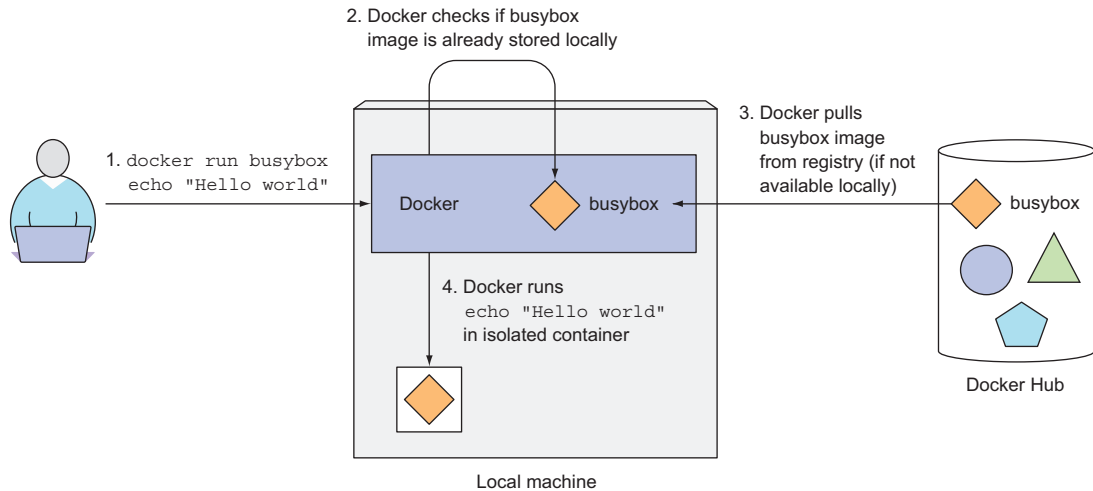 2. Docker checks if busybox
image is already stored locally
1. docker run busybox
echo "Hello world"
3. Docker pulls
busybox image
from registry (if not
available locally)
Docker
busybox
busybox
4. Docker runs
echo "Hello world"
in isolated container
Docker Hub
Local machine